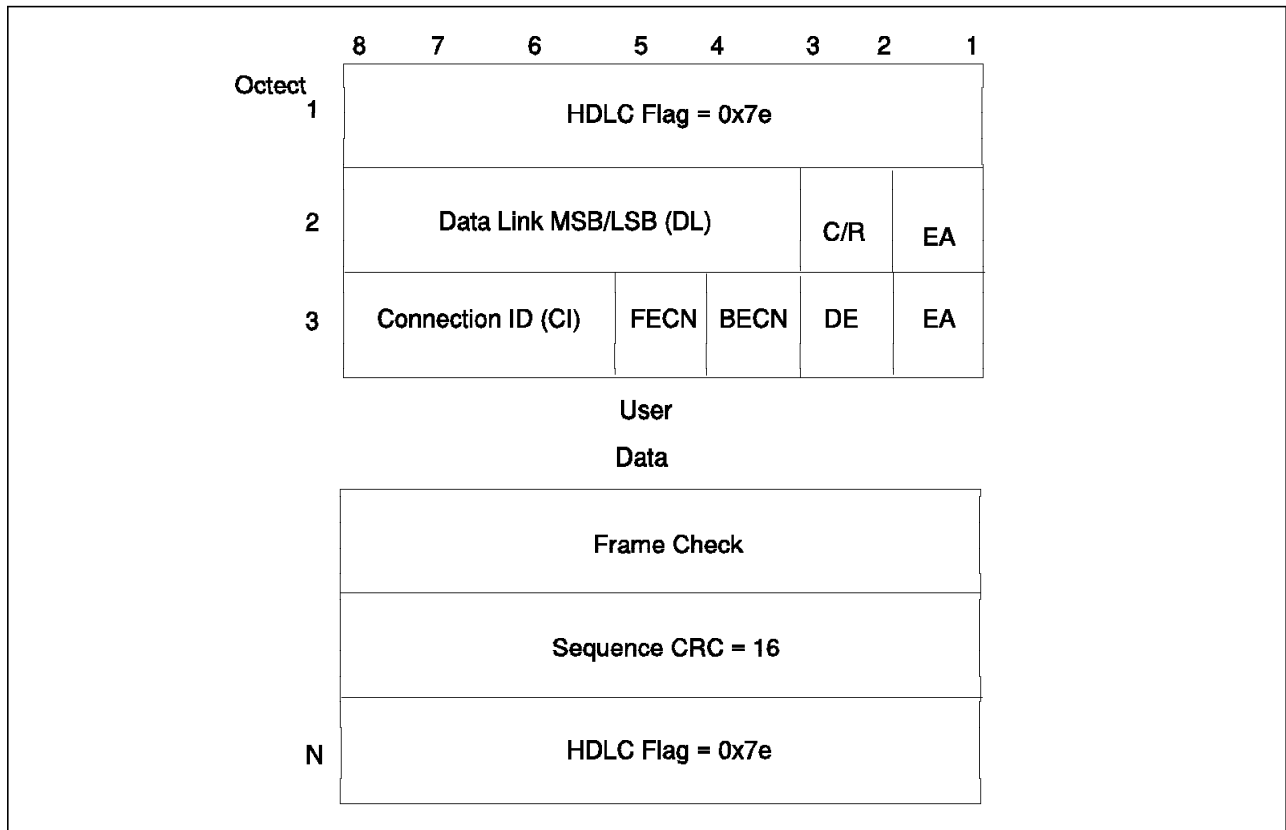 8 7 6 5 4 3 2 1
Octect
1 HDLC Flag = 0x7e
2 Data Link MSB/LSB (DL) C/R EA
3 Connection ID (CI) FECN BECN DE EA
User
Data
Frame Check
Sequence CRC = 16
N HDLC Flag = 0x7e